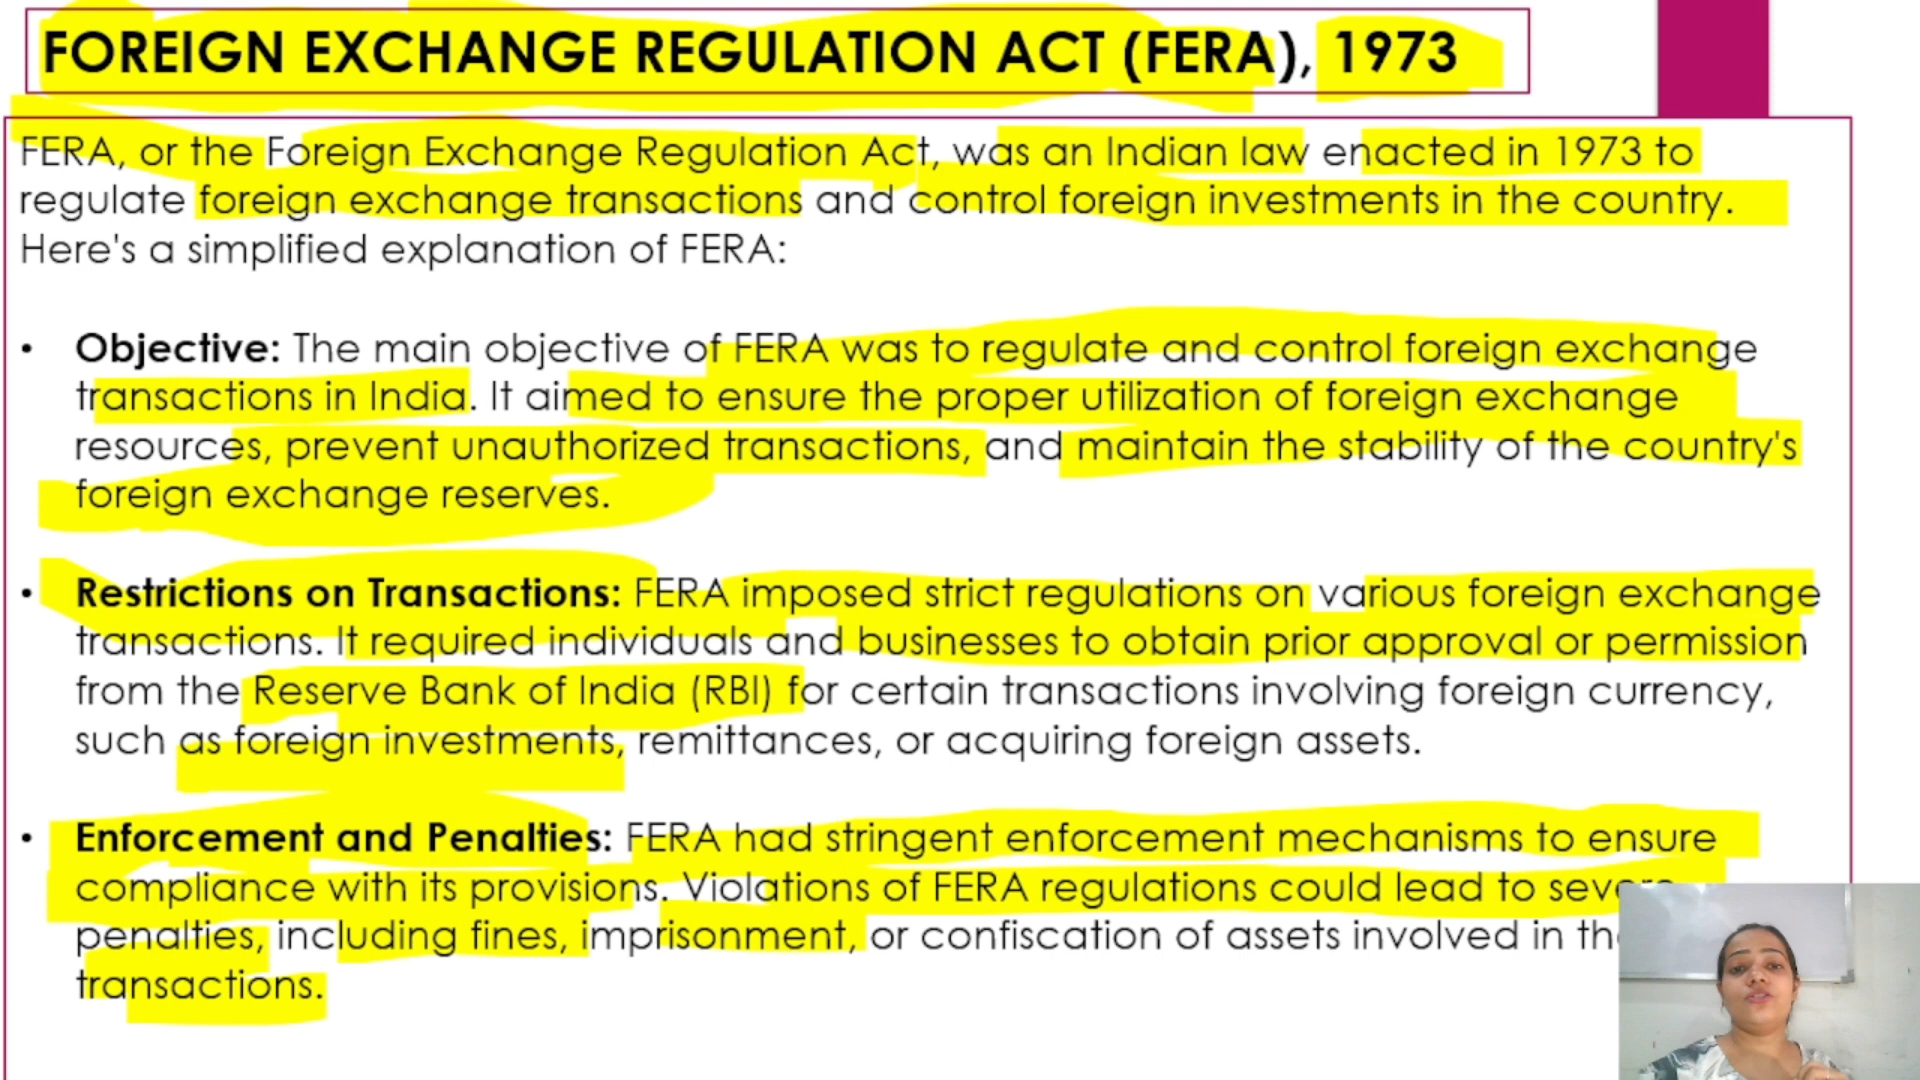 FOREIGN EXCHANGE REGULATION ACT (FERA), 1973
FERA, or the Foreign Exchange Regulation Act, was an Indian law enacted in 1973 to
regulate foreign exchange transactions and control foreign investments in the country.
Here's a simplified explanation of FERA:
• Objective: The main objective of FERA was to regulate and control foreign exchange
transactions in India. It aimed to ensure the proper utilization of foreign exchange
resources, prevent unauthorized transactions, and maintain the stability of the country's
foreign exchange reserves.
• Restrictions on Transactions: FERA imposed strict regulations on various foreign exchange
transactions. It required individuals and businesses to obtain prior approval or permission
from the Reserve Bank of India (RBI) for certain transactions involving foreign currency,
such as foreign investments, remittances, or acquiring foreign assets.
• Enforcement and Penalties: FERA had stringent enforcement mechanisms to ensure
compliance with its provisions. Violations of FERA regulations could lead to severe
penalties, including fines, imprisonment, or confiscation of assets involved in
transactions.